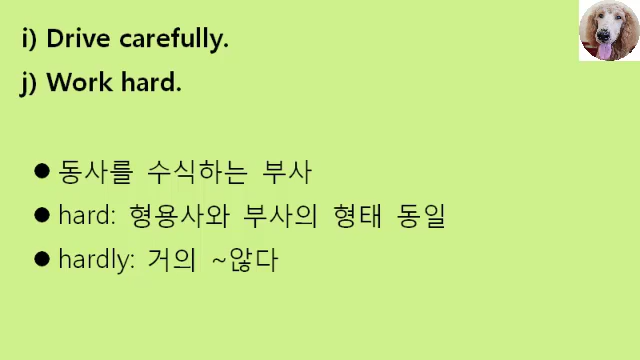 i) Drive carefully.
j) Work hard.
● 동사를 수식하는 부사
● hard: 형용사와 부사의 형태 동일
● hardly: 거의 ~않다